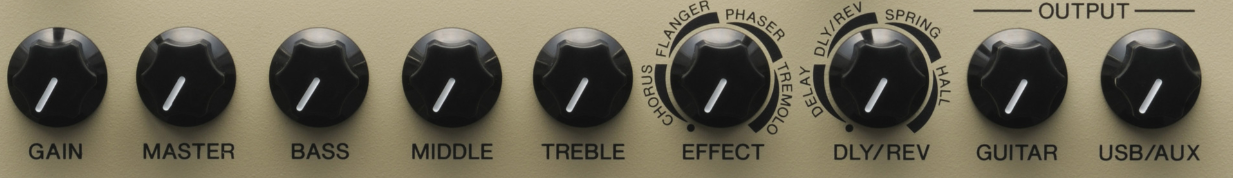 OUTPUT
FLANGER PHASER DLY/REV SPRING
CHORUS TREMOLO DELAY HALL
GAIN MASTER BASS MIDDLE TREBLE EFFECT DLY/REV GUITAR USB/AUX